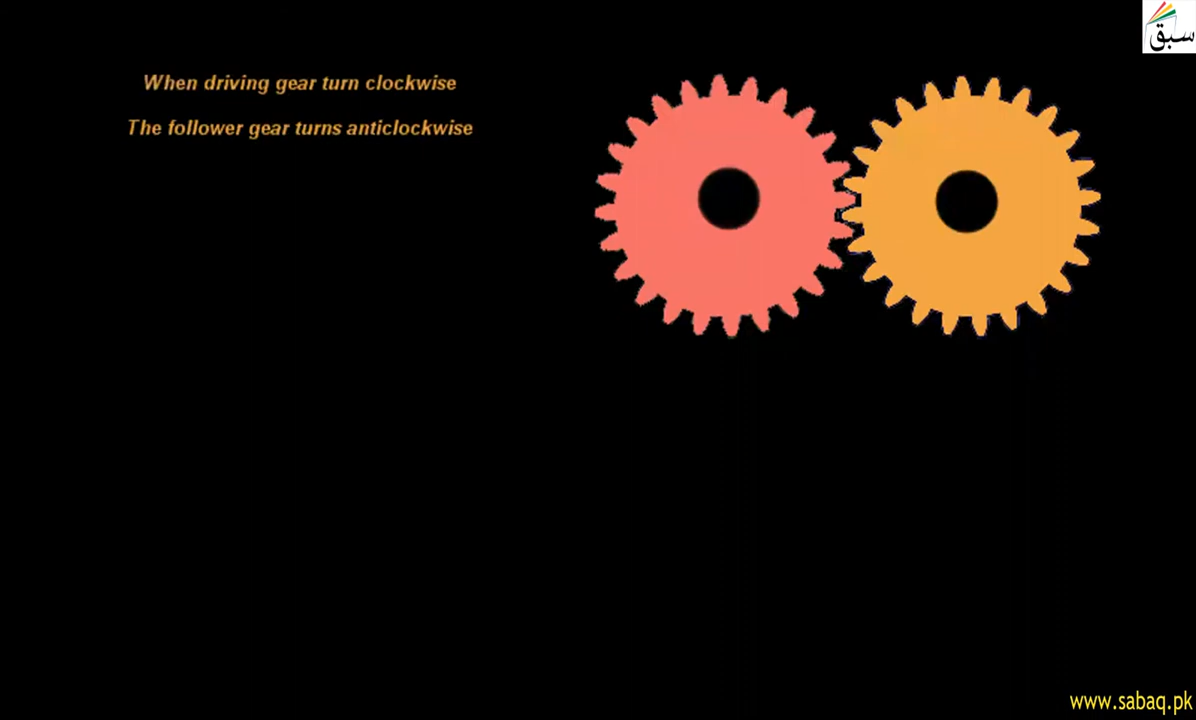 سبق
When driving gear turn clockwise
The follower gear turns anticlockwise
www.sabaq.pk